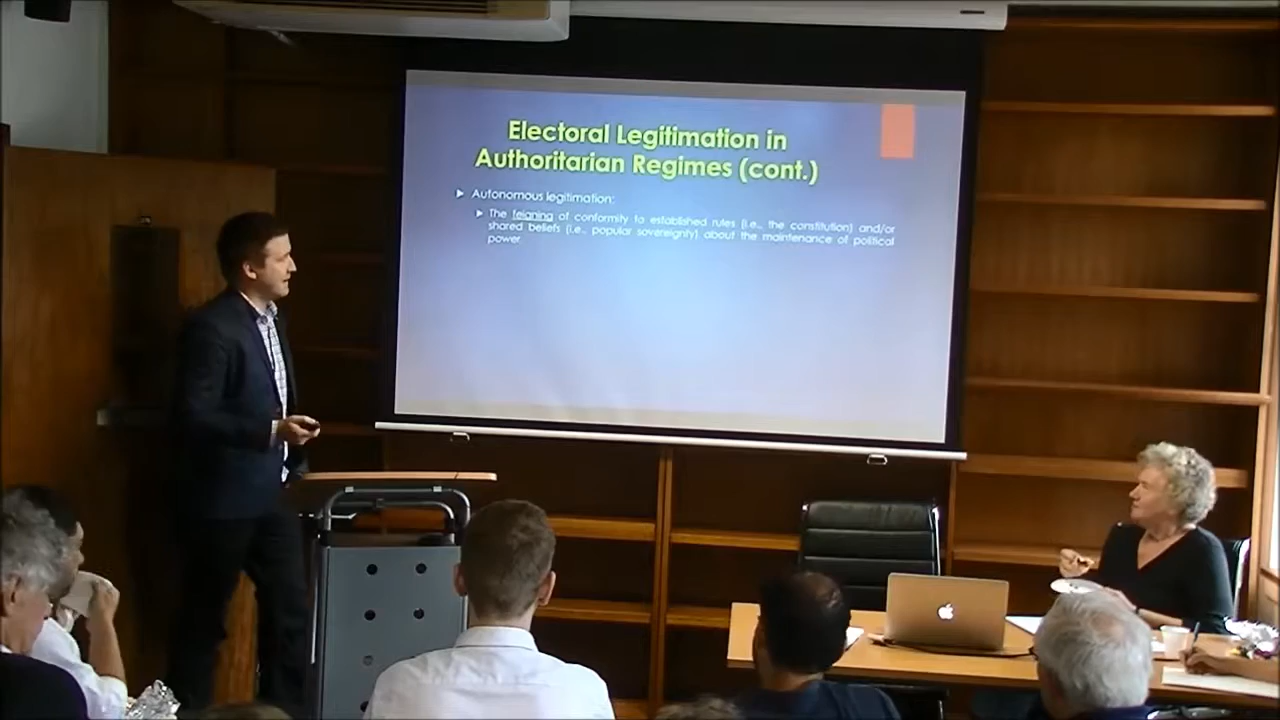 Electoral Legitimation in
Authoritarian Regimes (cont.)
Autonomous legitimation:
The feigning of conformity to established rules (i.e., the constitution) and/or
shared beliefs (i.e., popular sovereignty) about the maintenance of political
power.